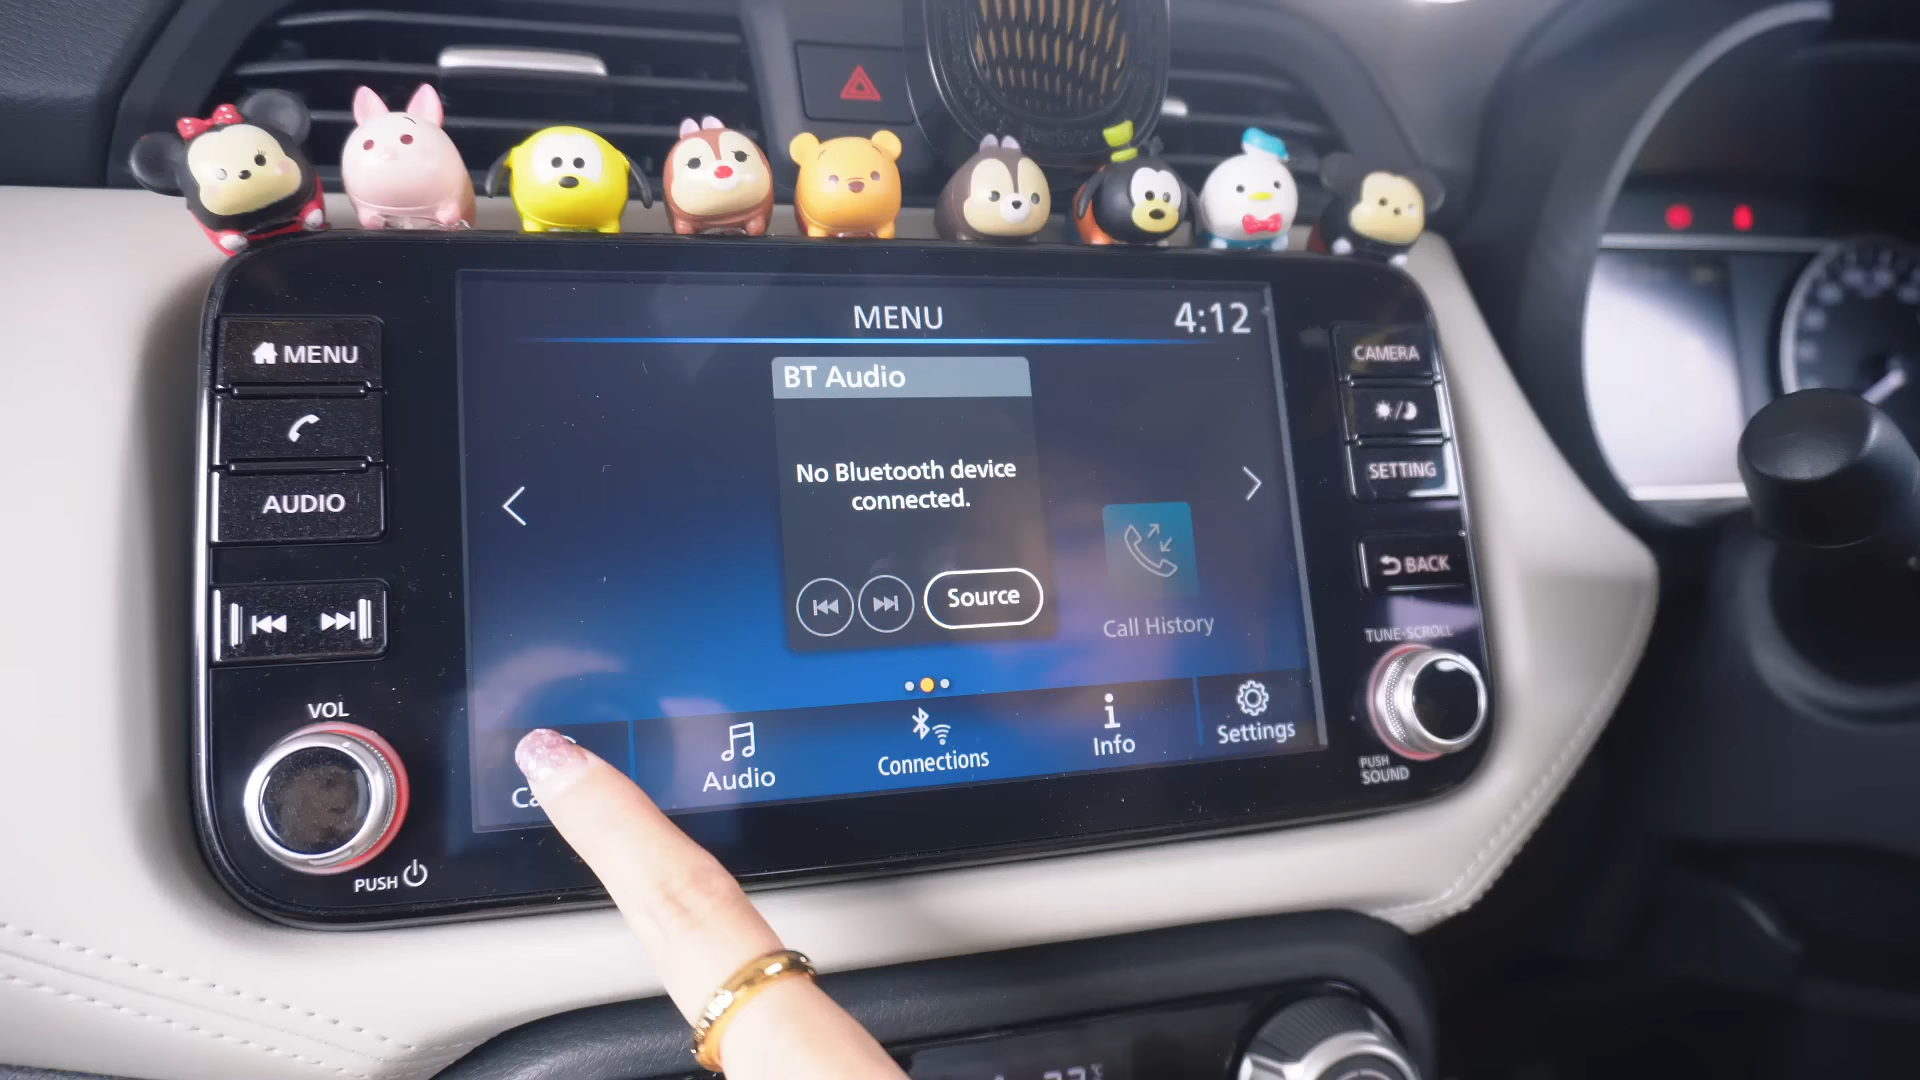 MENU
4:12
MENU
BT Audio
CAMERA
No Bluetooth device
connected.
SETTING
AUDIO
BACK
Source
Call History
TUNE·SCROLL
VOL
Audio
Connections
Info
Settings
PUSH
SOUND
PUSH